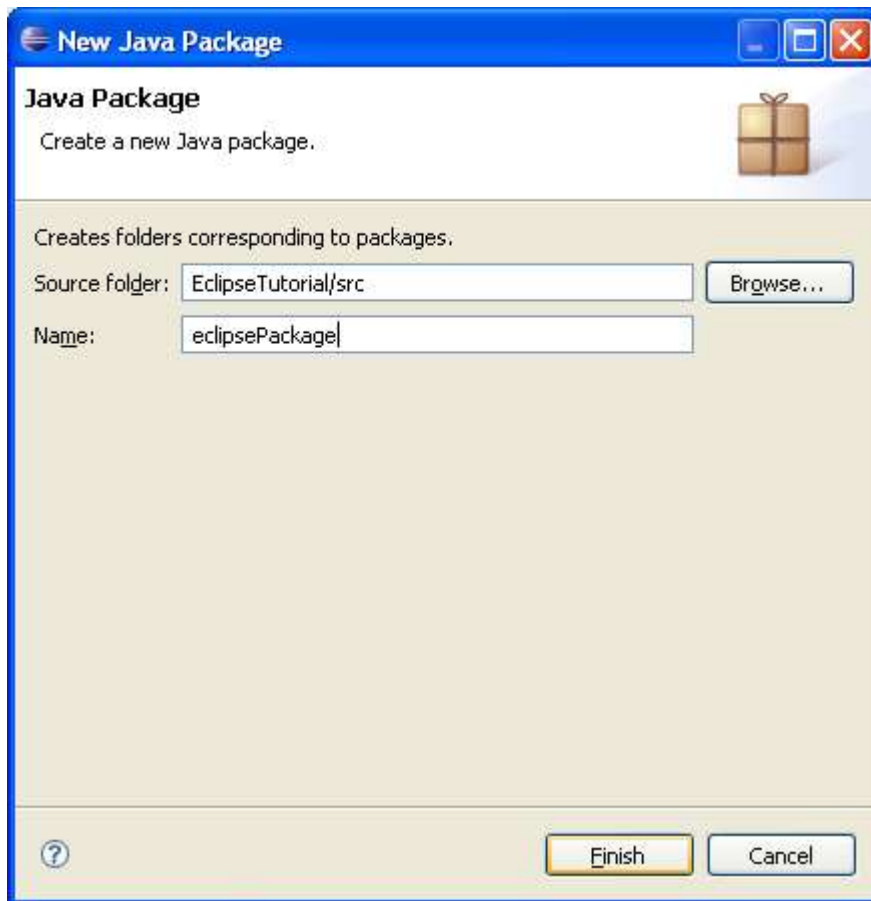 New Java Package
Java Package
Create a new Java package.
Creates folders corresponding to packages.
Source folder: EclipseTutorial/src Browse...
Name: eclipsePackage
? Finish Cancel